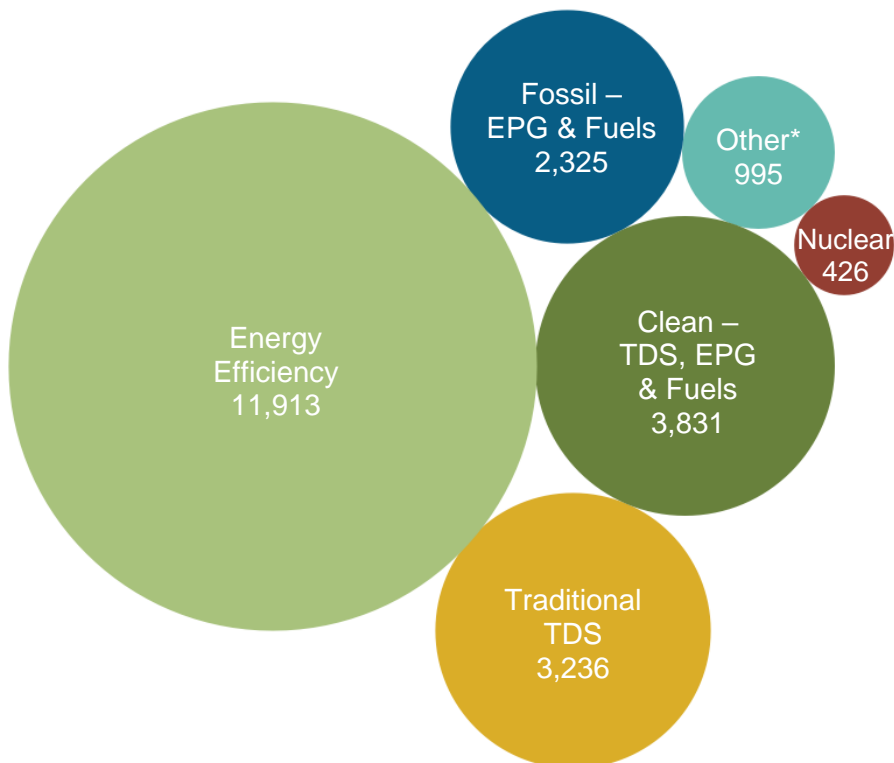 Fossil –
EPG & Fuels
2,325
Other*
995
Nuclear
426
Energy
Efficiency
11,913
Clean –
TDS, EPG
& Fuels
3,831
Traditional
TDS
3,236